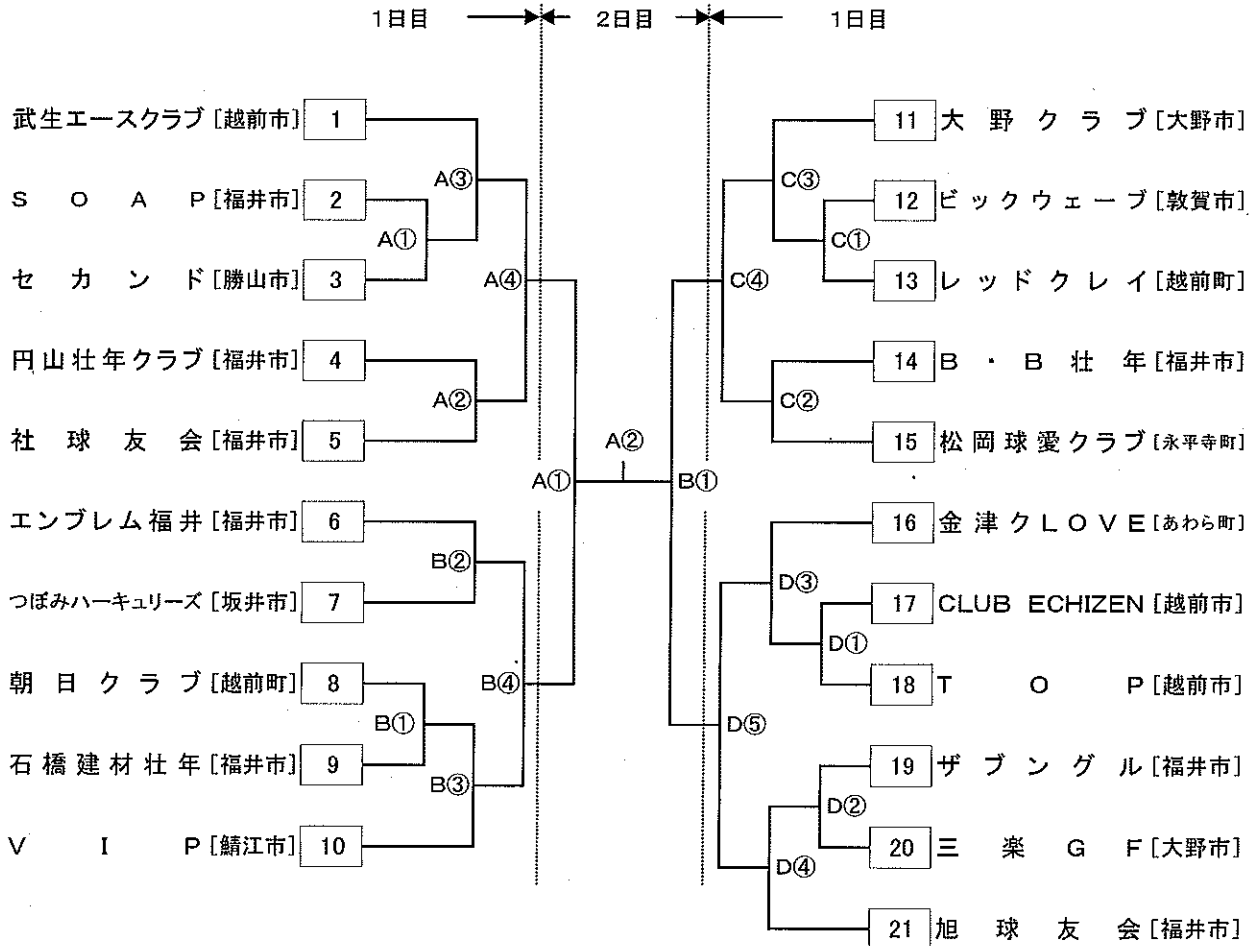 1日目 2日目 1日目
武生エースクラブ [越前市] 1
SOAP [福井市] 2
A①
セカンド [勝山市] 3
A③
円山壮年クラブ [福井市] 4
社球友会 [福井市] 5
A②
A④
エンブレム福井 [福井市] 6
つぼみハーキュリーズ [坂井市] 7
B②
朝日クラブ [越前町] 8
石橋建材壮年 [福井市] 9
B①
VIP [鯖江市] 10
B③
B④
A①
A②
B①
11 大野クラブ [大野市]
12 ビックウェーブ [敦賀市]
C①
13 レッドクレイ [越前町]
C③
14 B・B壮年 [福井市]
15 松岡球愛クラブ [永平寺町]
C②
C④
16 金津クLOVE [あわら町]
17 CLUB ECHIZEN [越前市]
D①
18 TOP [越前市]
D③
19 ザブングル [福井市]
D②
20 三楽GF [大野市]
21 旭球友会 [福井市]
D④
D⑤